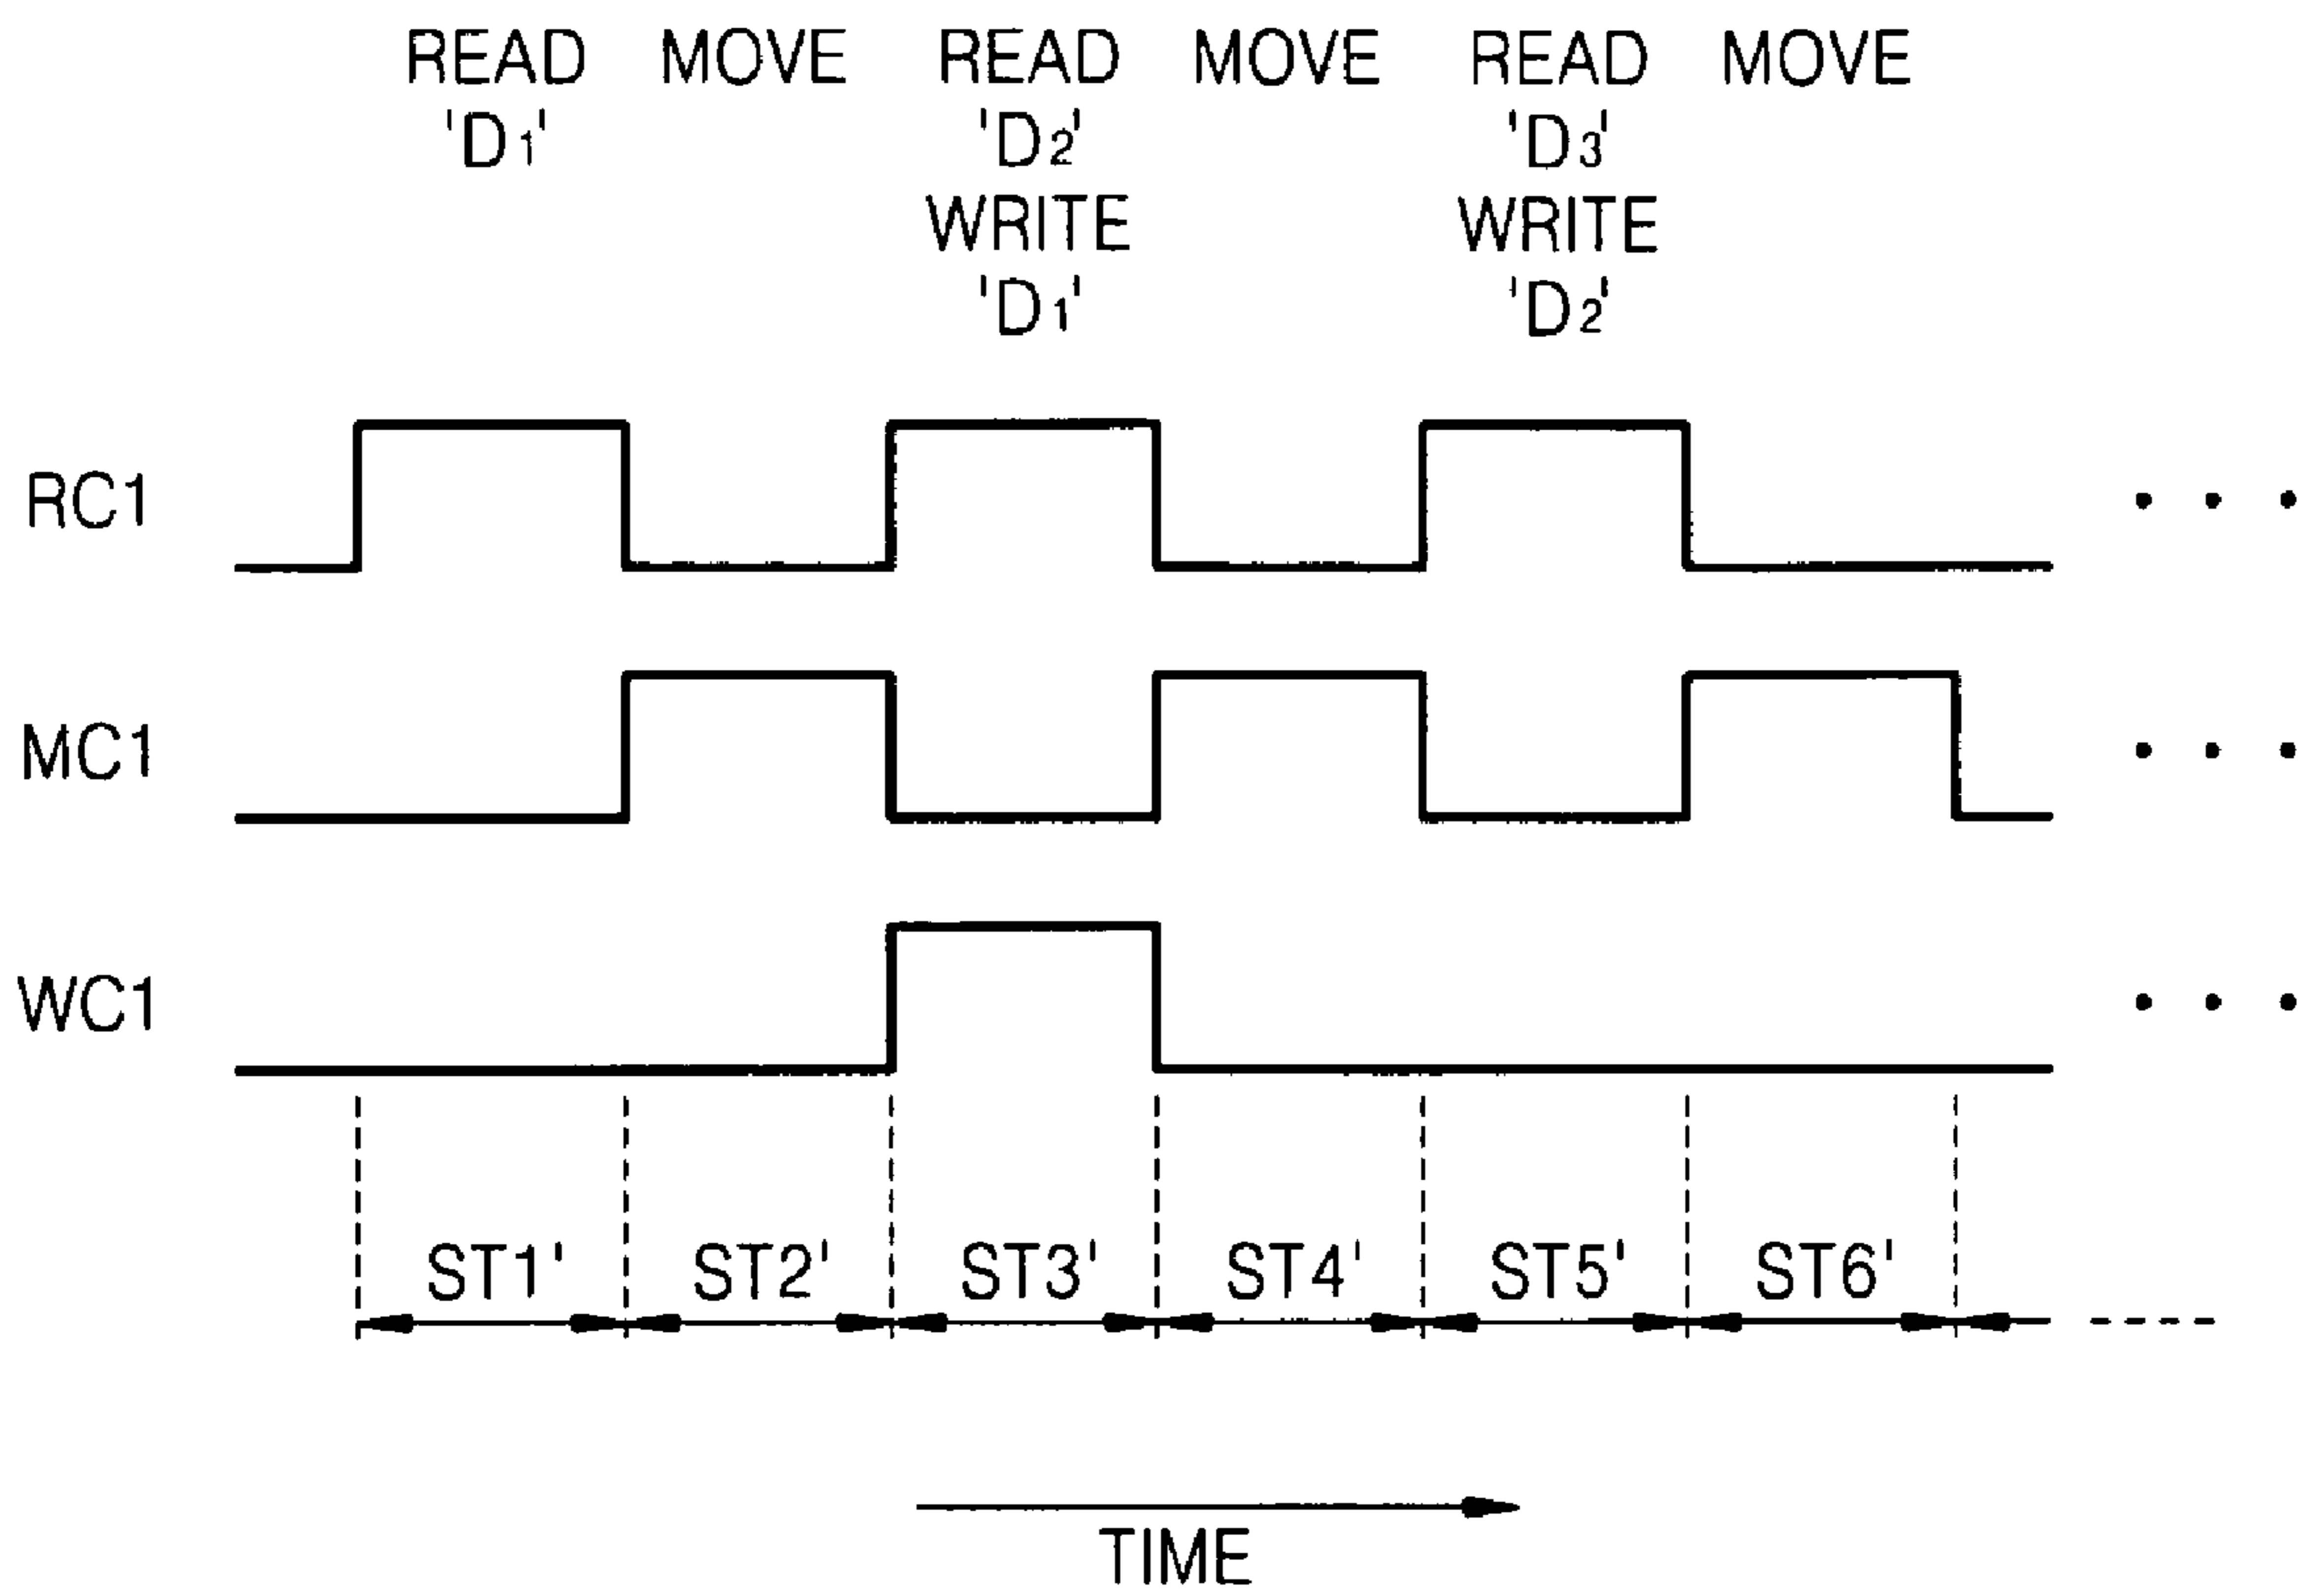 READ MOVE READ MOVE READ MOVE
'D1' 'D2' 'D3'
WRITE WRITE
'D1' 'D2'
RC1 . . .
MC1 . . .
WC1 . . .
ST1' ST2' ST3' ST4' ST5' ST6'
TIME